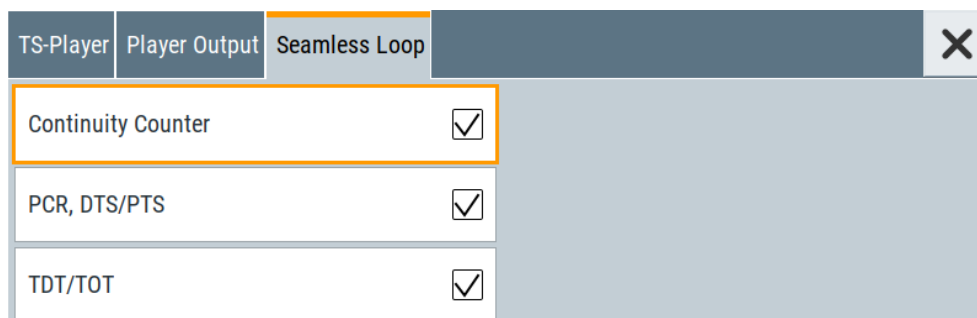 TS-Player Player Output Seamless Loop
Continuity Counter
PCR, DTS/PTS
TDT/TOT